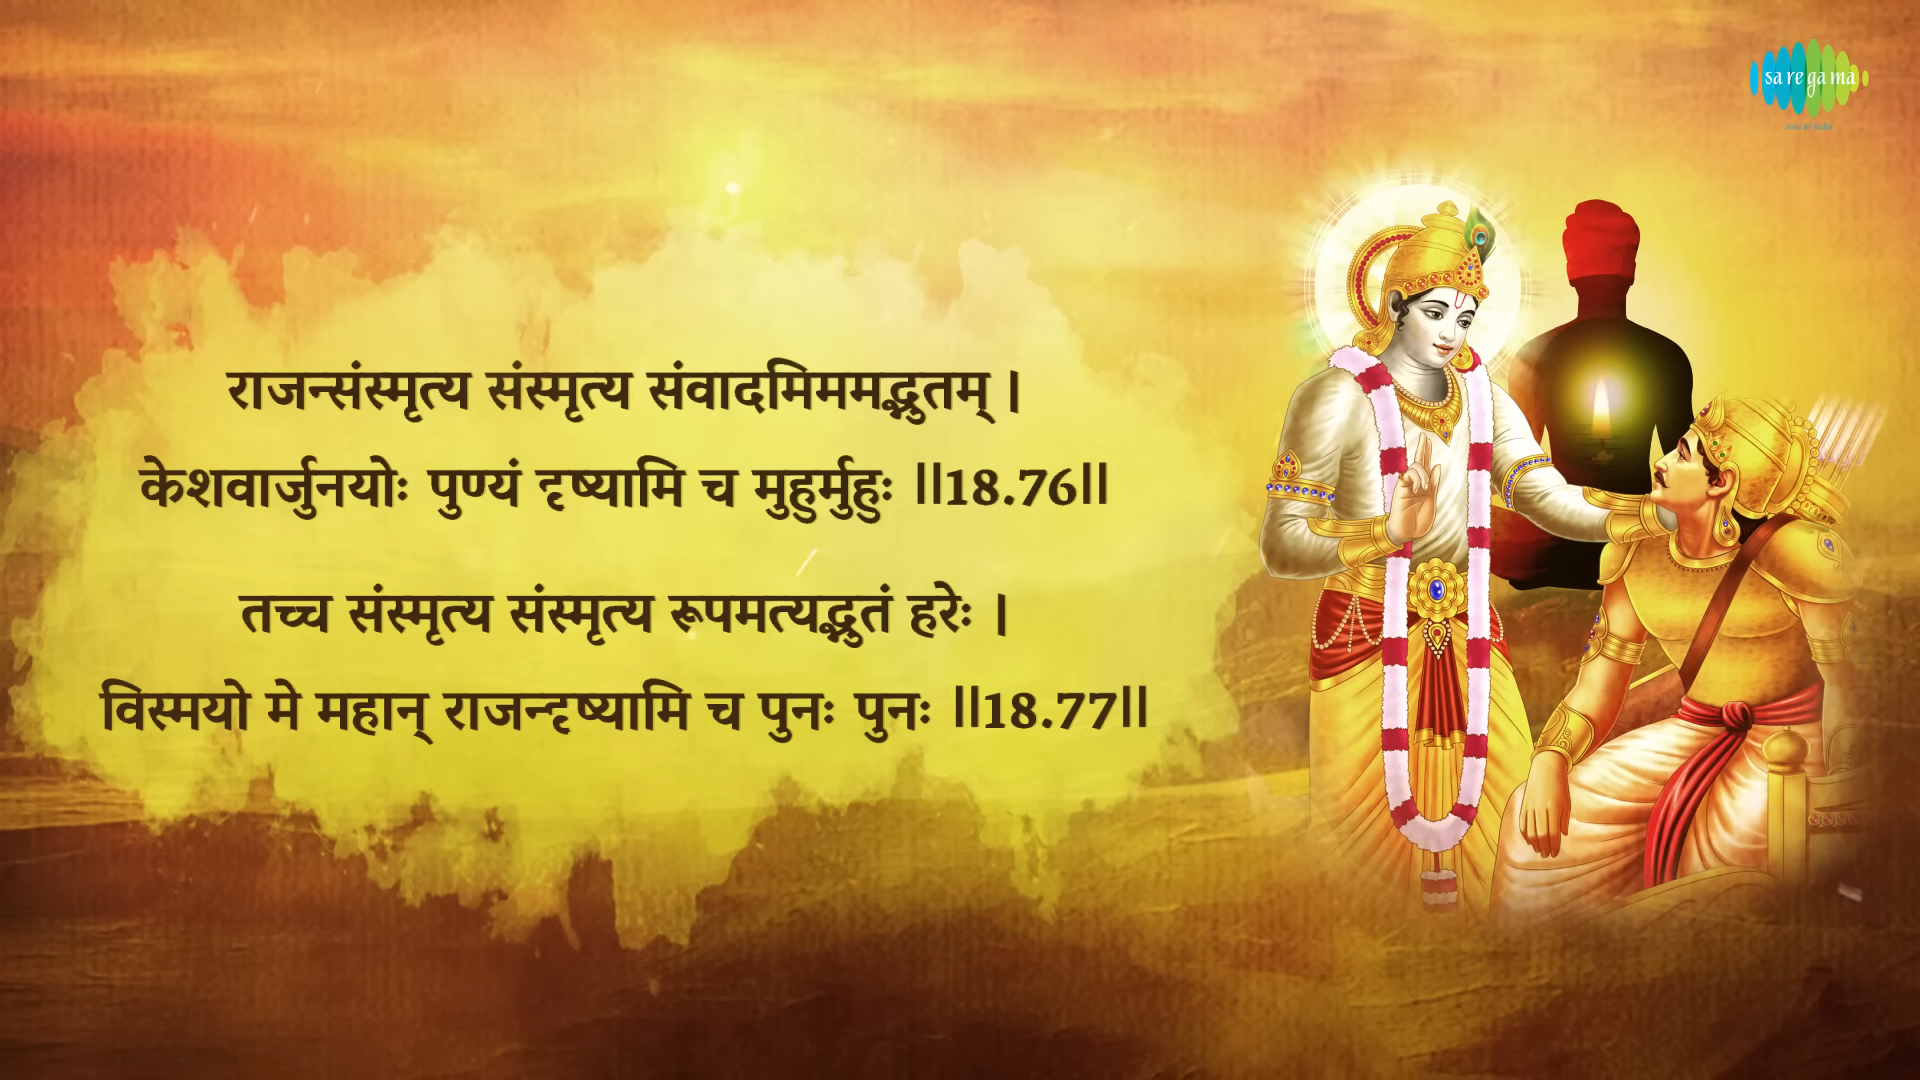 sa re ga ma
राजन्संस्मृत्य संस्मृत्य संवादमिममद्भुतम् ।
केशवार्जुनयोः पुण्यं दृष्यामि च मुहुर्मुहुः ॥18.76॥
तच्च संस्मृत्य संस्मृत्य रूपमत्यद्भुतं हरेः ।
विस्मयो मे महान् राजन्दृष्यामि च पुनः पुनः ॥18.77॥